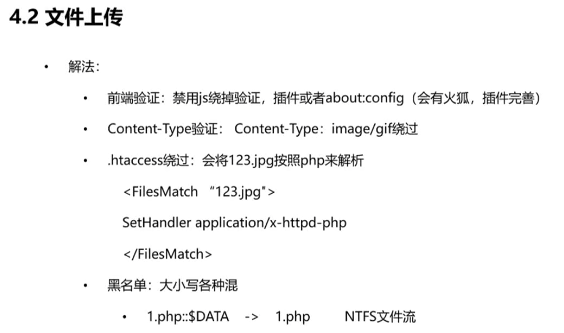 4.2 文件上传
• 解法：
• 前端验证：禁用js绕掉验证，插件或者about:config（会有火狐，插件完善）
• Content-Type验证： Content-Type：image/gif绕过
• .htaccess绕过：会将123.jpg按照php来解析
<FilesMatch “123.jpg">
SetHandler application/x-httpd-php
</FilesMatch>
• 黑名单：大小写各种混
• 1.php::$DATA -> 1.php NTFS文件流